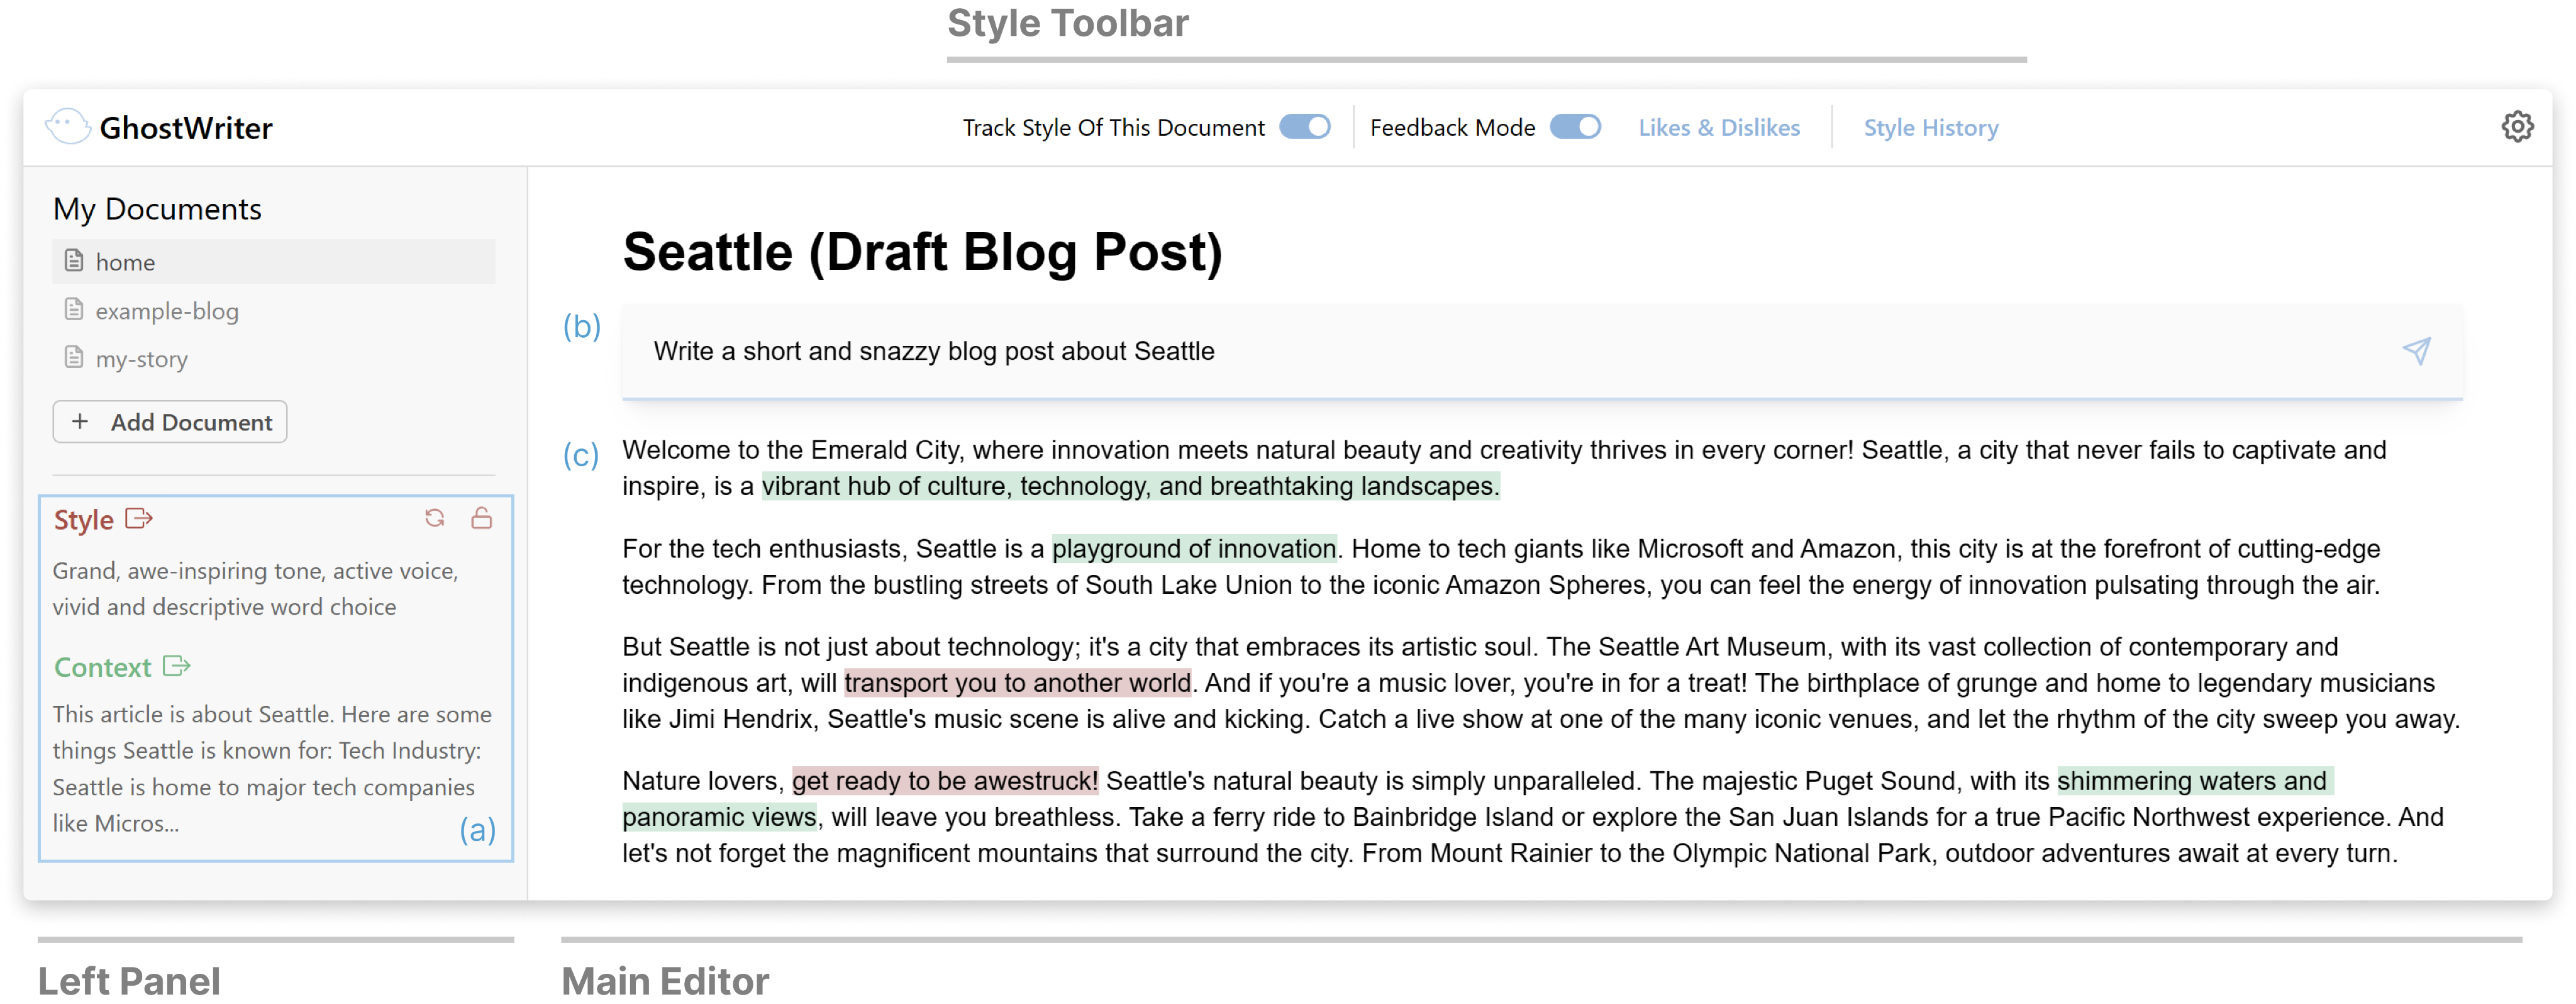 Style Toolbar
GhostWriter
Track Style Of This Document
Feedback Mode
Likes & Dislikes
Style History
My Documents
home
example-blog
my-story
+ Add Document
Style
Grand, awe-inspiring tone, active voice,
vivid and descriptive word choice
Context
This article is about Seattle. Here are some
things Seattle is known for: Tech Industry:
Seattle is home to major tech companies
like Micros...
(a)
Seattle (Draft Blog Post)
(b)
Write a short and snazzy blog post about Seattle
(c)
Welcome to the Emerald City, where innovation meets natural beauty and creativity thrives in every corner! Seattle, a city that never fails to captivate and
inspire, is a vibrant hub of culture, technology, and breathtaking landscapes.
For the tech enthusiasts, Seattle is a playground of innovation. Home to tech giants like Microsoft and Amazon, this city is at the forefront of cutting-edge
technology. From the bustling streets of South Lake Union to the iconic Amazon Spheres, you can feel the energy of innovation pulsating through the air.
But Seattle is not just about technology; it's a city that embraces its artistic soul. The Seattle Art Museum, with its vast collection of contemporary and
indigenous art, will transport you to another world. And if you're a music lover, you're in for a treat! The birthplace of grunge and home to legendary musicians
like Jimi Hendrix, Seattle's music scene is alive and kicking. Catch a live show at one of the many iconic venues, and let the rhythm of the city sweep you away.
Nature lovers, get ready to be awestruck! Seattle's natural beauty is simply unparalleled. The majestic Puget Sound, with its shimmering waters and
panoramic views, will leave you breathless. Take a ferry ride to Bainbridge Island or explore the San Juan Islands for a true Pacific Northwest experience. And
let's not forget the magnificent mountains that surround the city. From Mount Rainier to the Olympic National Park, outdoor adventures await at every turn.
Left Panel
Main Editor